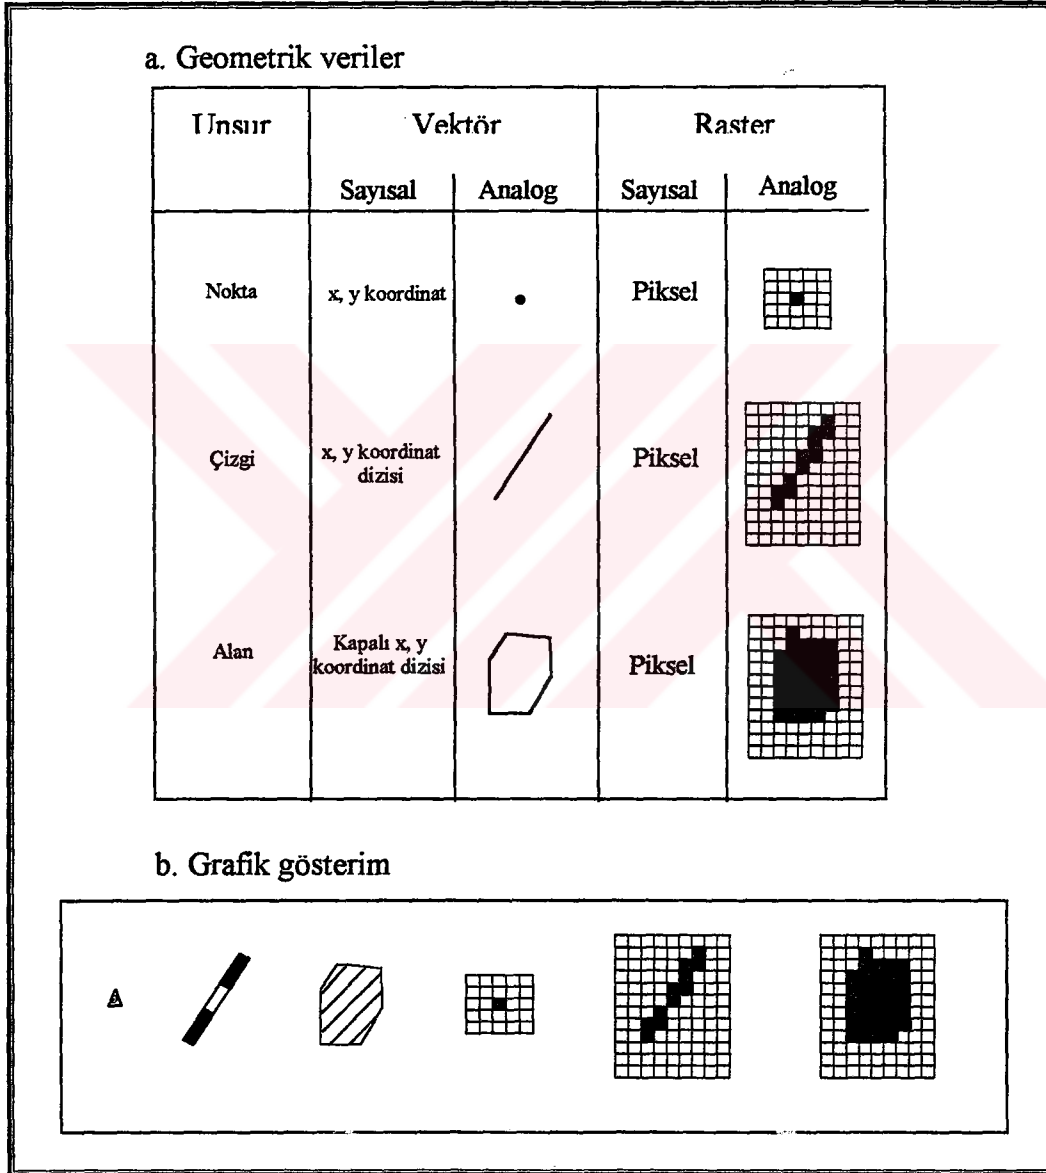 a. Geometrik veriler
Unsur Vektör Raster
Sayısal Analog Sayısal Analog
Nokta x, y koordinat Piksel
Çizgi x, y koordinat dizisi Piksel
Alan Kapalı x, y koordinat dizisi Piksel
b. Grafik gösterim